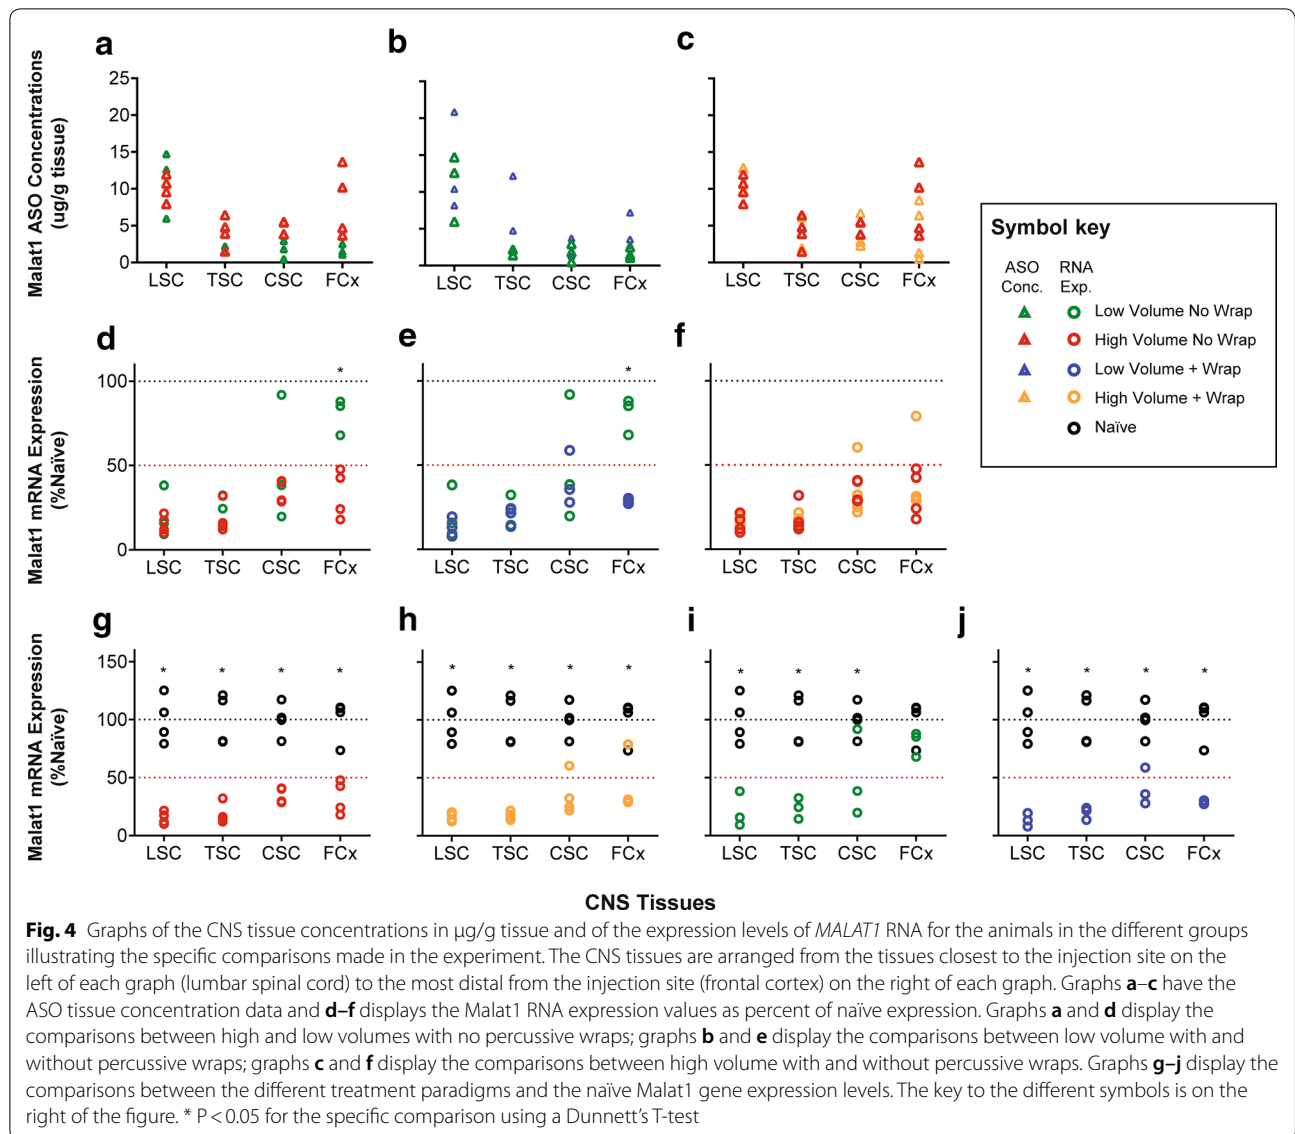 a
b
c
Malat1 ASO Concentrations
(ug/g tissue)
25
20
15
10
5
0
LSC TSC CSC FCx
LSC TSC CSC FCx
LSC TSC CSC FCx
Symbol key
ASO Conc.
RNA Exp.
Low Volume No Wrap
High Volume No Wrap
Low Volume + Wrap
High Volume + Wrap
Naïve
d
e
f
Malat1 mRNA Expression
(%Naïve)
100
50
0
*
*
LSC TSC CSC FCx
LSC TSC CSC FCx
LSC TSC CSC FCx
g
h
i
j
Malat1 mRNA Expression
(%Naïve)
150
100
50
0
* * * *
* * * *
* * *
* * * *
LSC TSC CSC FCx
LSC TSC CSC FCx
LSC TSC CSC FCx
LSC TSC CSC FCx
CNS Tissues
Fig. 4 Graphs of the CNS tissue concentrations in µg/g tissue and of the expression levels of MALAT1 RNA for the animals in the different groups
illustrating the specific comparisons made in the experiment. The CNS tissues are arranged from the tissues closest to the injection site on the
left of each graph (lumbar spinal cord) to the most distal from the injection site (frontal cortex) on the right of each graph. Graphs a–c have the
ASO tissue concentration data and d–f displays the Malat1 RNA expression values as percent of naïve expression. Graphs a and d display the
comparisons between high and low volumes with no percussive wraps; graphs b and e display the comparisons between low volume with and
without percussive wraps; graphs c and f display the comparisons between high volume with and without percussive wraps. Graphs g–j display the
comparisons between the different treatment paradigms and the naïve Malat1 gene expression levels. The key to the different symbols is on the
right of the figure. * P < 0.05 for the specific comparison using a Dunnett's T-test